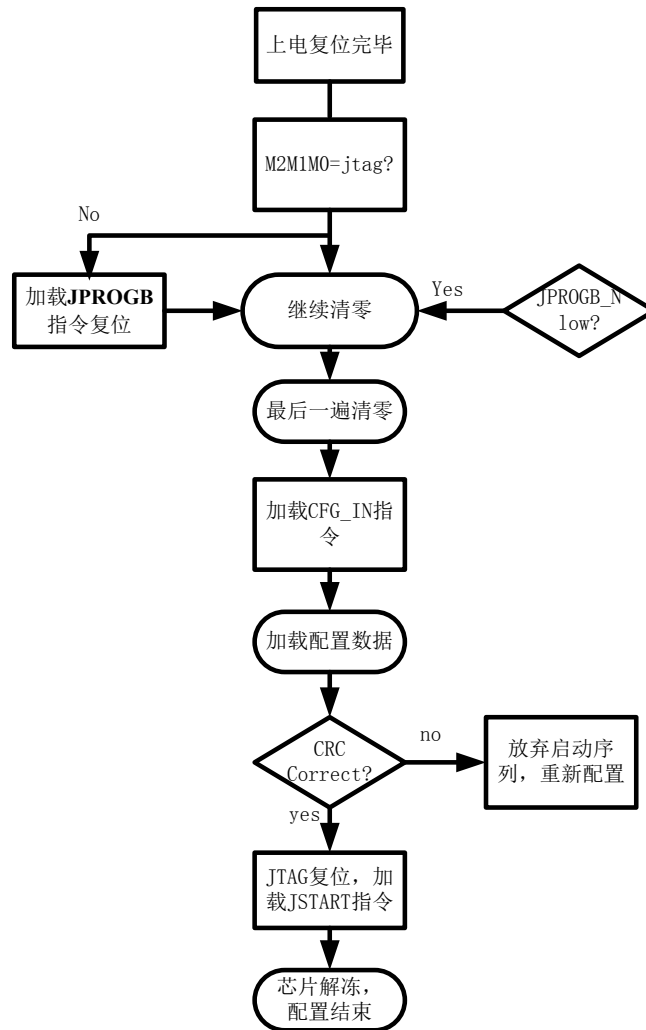 上电复位完毕
M2M1M0=jtag?
No
加载JPROGB
指令复位
继续清零
Yes
JPROGB_N
low?
最后一遍清零
加载CFG_IN指
令
加载配置数据
CRC
Correct?
no
放弃启动序
列，重新配置
yes
JTAG复位，加
载JSTART指令
芯片解冻，
配置结束